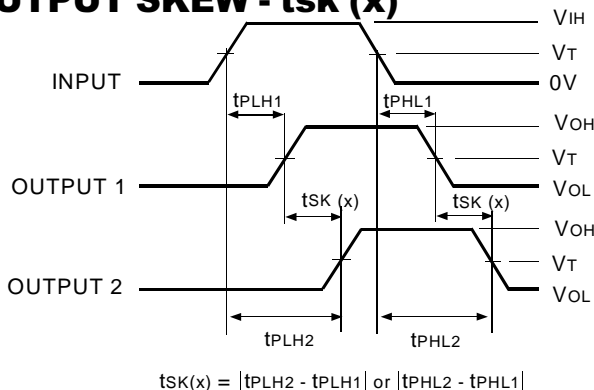 OUTPUT SKEW - tsk (x)
VIH
VT
INPUT
0V
tPLH1
tPHL1
VOH
VT
OUTPUT 1
VOL
tSK (x)
tSK (x)
VOH
VT
OUTPUT 2
VOL
tPLH2
tPHL2
tSK(x) = |tPLH2 - tPLH1| or |tPHL2 - tPHL1|